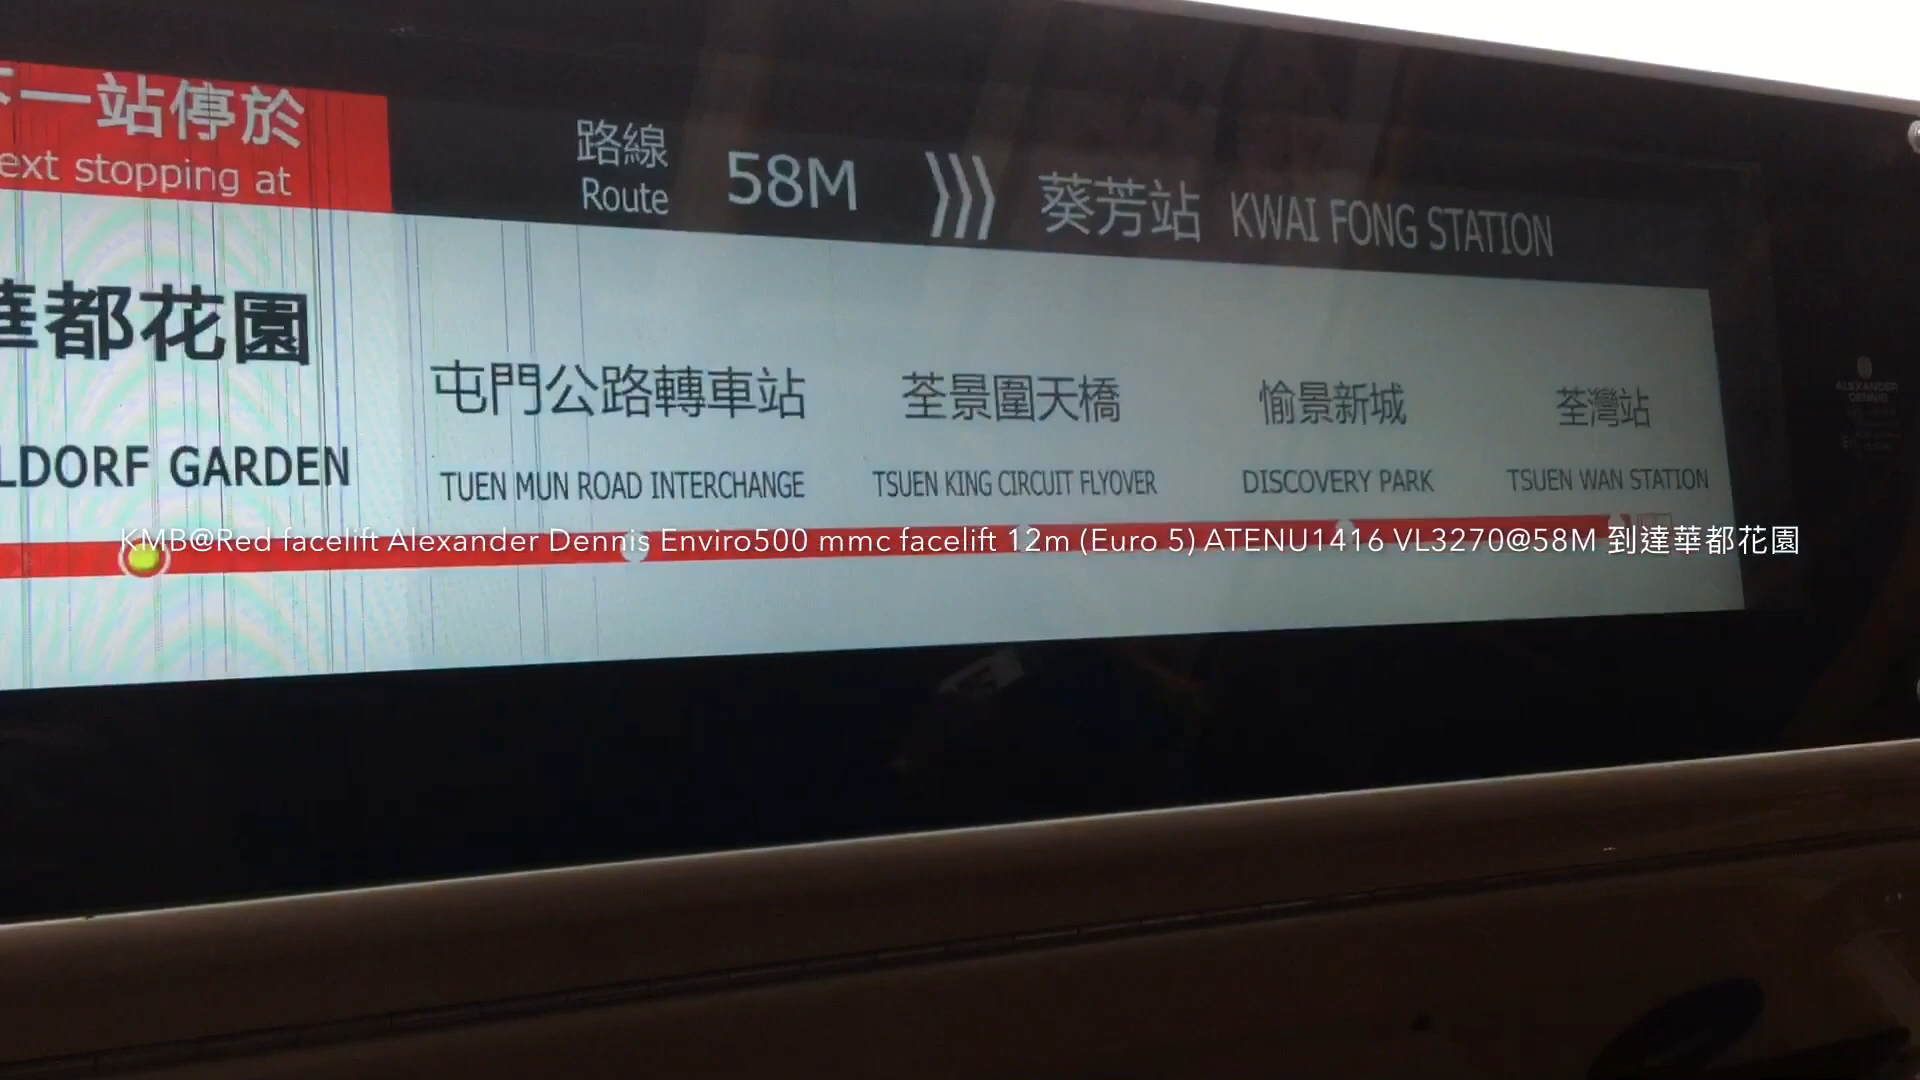 一站停於
ext stopping at
路線
Route
58M
葵芳站 KWAI FONG STATION
華都花園
LDORF GARDEN
屯門公路轉車站
TUEN MUN ROAD INTERCHANGE
荃景圍天橋
TSUEN KING CIRCUIT FLYOVER
愉景新城
DISCOVERY PARK
荃灣站
TSUEN WAN STATION
KMB@Red facelift Alexander Dennis Enviro500 mmc facelift 12m (Euro 5) ATENU1416 VL3270@58M 到達華都花園
ALEXANDER
DENNIS